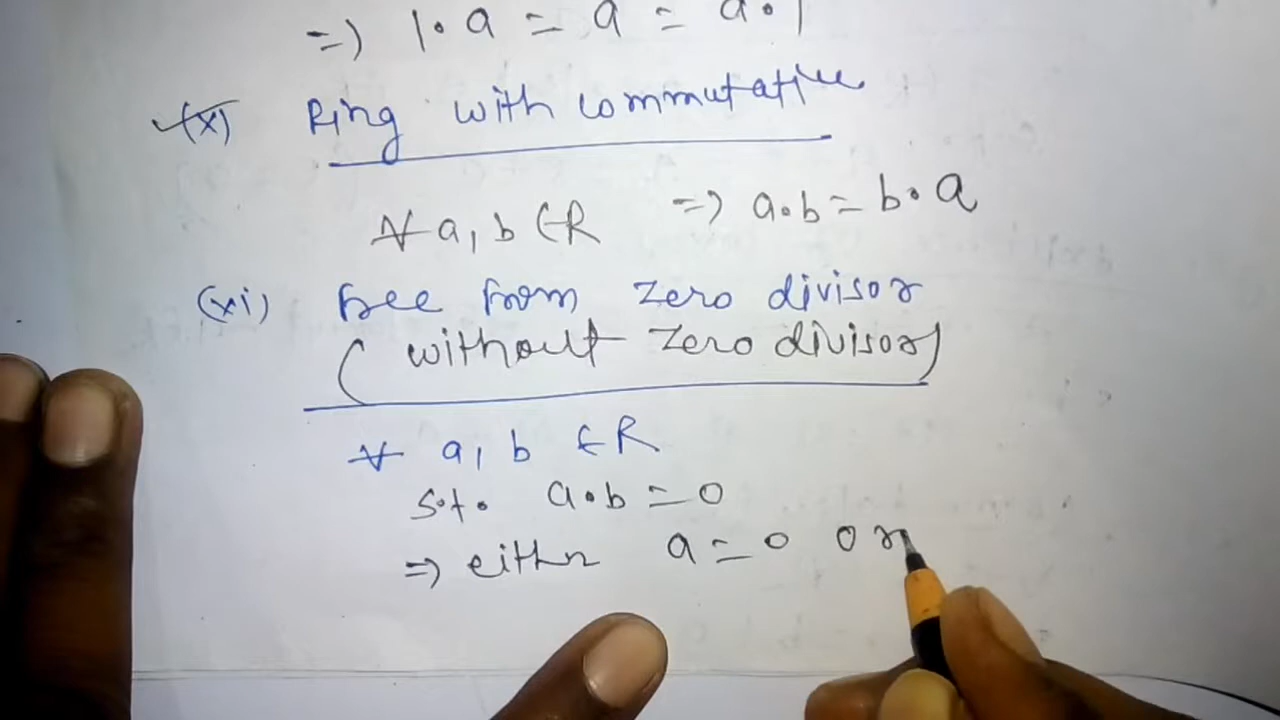 => 1·a = a = a·1
(x) Ring with commutative
∀ a, b ∈ R => a·b = b·a
(xi) free from zero divisor
(without zero divisor)
∀ a, b ∈ R
s.t. a·b = 0
=> either a = 0 or